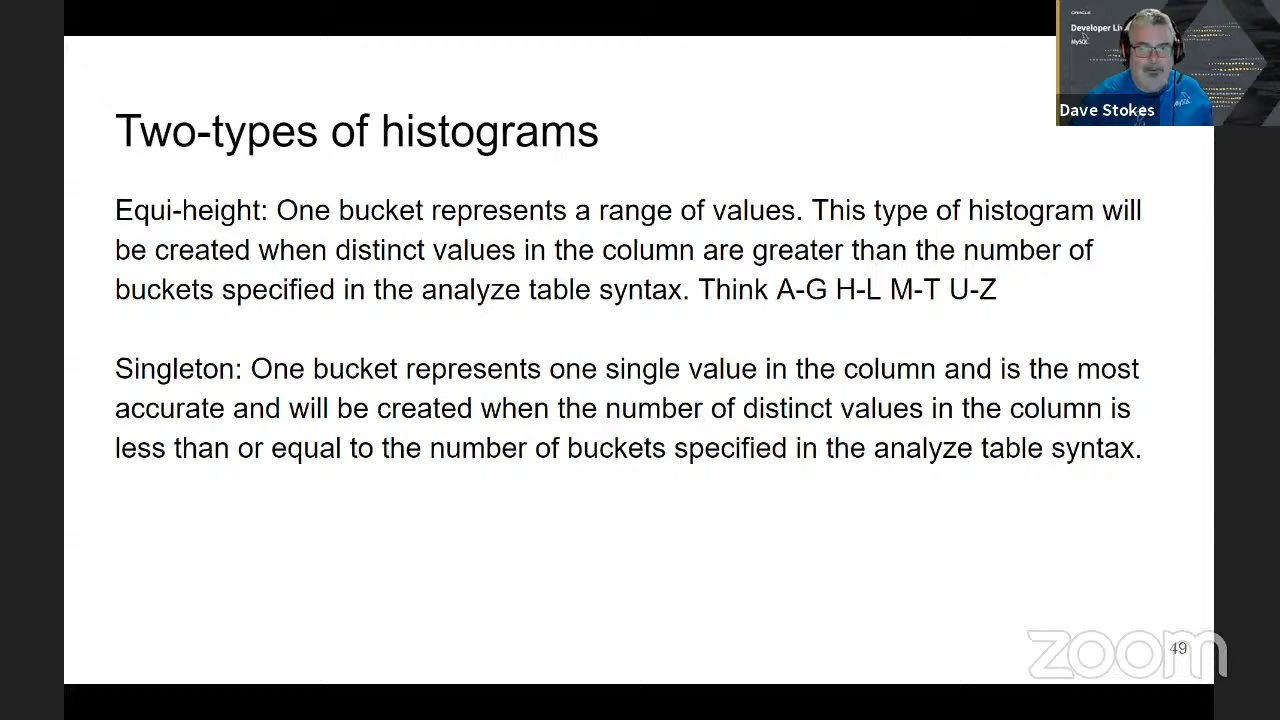 ORACLE
Developer Live
MySQL
Dave Stokes
Two-types of histograms
Equi-height: One bucket represents a range of values. This type of histogram will
be created when distinct values in the column are greater than the number of
buckets specified in the analyze table syntax. Think A-G H-L M-T U-Z
Singleton: One bucket represents one single value in the column and is the most
accurate and will be created when the number of distinct values in the column is
less than or equal to the number of buckets specified in the analyze table syntax.
49
zoom